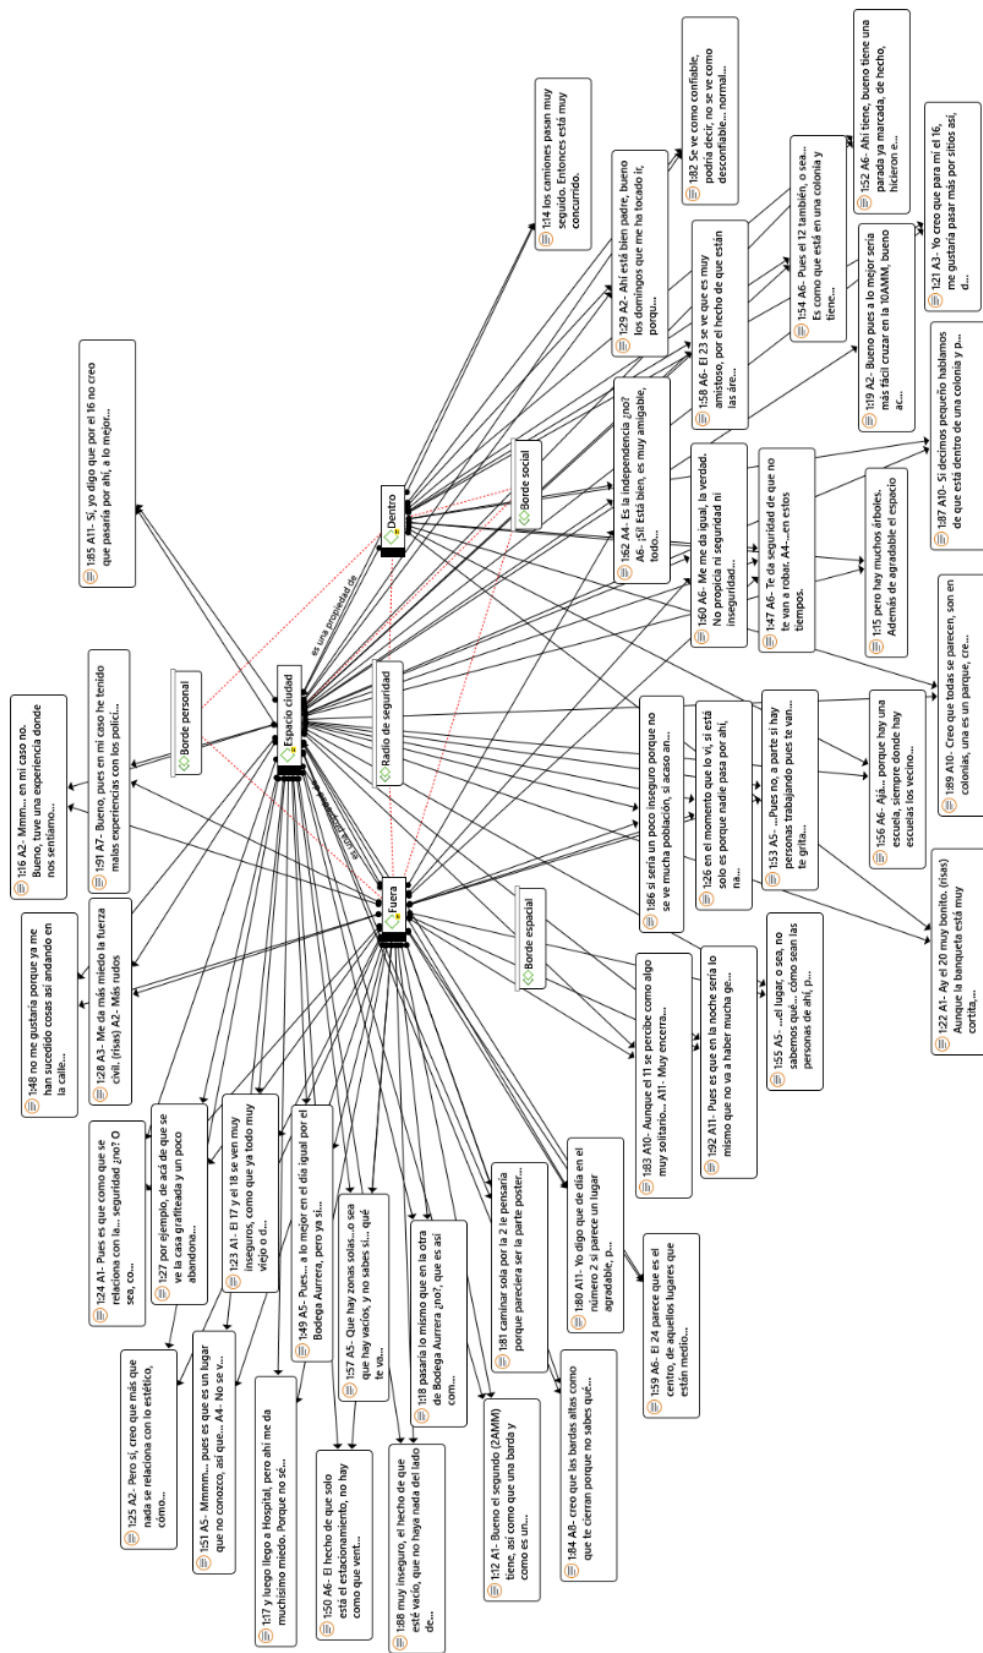 1:16 A2- Mmm... en mi caso no.
Bueno, tuve una experiencia donde
nos sentíamo...
1:91 A7- Bueno, pues en mi caso he tenido
malas experiencias con los polici...
1:85 A11- Sí, yo digo que por el 16 no creo
que pasaría por ahí, a lo mejor...
1:14 los camiones pasan muy
seguido. Entonces está muy
concurrido.
1:82 Se ve como confiable,
podría decir, no se ve como
desconfiable... normal...
1:29 A2- Ahí está bien padre, bueno
los domingos que me ha tocado ir,
porqu...
1:52 A6- Ahí tiene, bueno tiene una
parada ya marcada, de hecho,
hicieron e...
1:54 A6- Pues el 12 también, o sea...
Es como que está en una colonia y
tiene...
1:58 A6- El 23 se ve que es muy
amistoso, por el hecho de que están
las áre...
1:21 A3- Yo creo que para mí el 16,
me gustaría pasar más por sitios así,
d...
1:19 A2- Bueno pues a lo mejor sería
más fácil cruzar en la 10AMM, bueno
ac...
1:62 A4- Es la independencia ¿no?
A6- ¡Sí! Está bien, es muy amigable,
todo...
1:87 A10- Si decimos pequeño hablamos
de que está dentro de una colonia y p...
1:60 A6- Me me da igual, la verdad.
No propicia ni seguridad ni
inseguridad...
1:47 A6- Te da seguridad de que no
te van a robar. A4-...en estos
tiempos.
1:15 pero hay muchos árboles.
Además de agradable el espacio
1:89 A10- Creo que todas se parecen, son en
colonias, una es un parque, cre...
Borde personal
Espacio ciudad
Radio de seguridad
Dentro
Borde social
Fuera
Borde espacial
es una propiedad de
es una propiedad de
1:86 si sería un poco inseguro porque no
se ve mucha población, si acaso an...
1:26 en el momento que lo vi, si está
solo es porque nadie pasa por ahí,
na...
1:53 A5- ...Pues no, a parte si hay
personas trabajando pues te van...
te grita...
1:56 A6- Ajá... porque hay una
escuela, siempre donde hay
escuelas los vecino...
1:22 A1- Ay el 20 muy bonito. (risas)
Aunque la banqueta está muy
cortita,...
1:48 no me gustaría porque ya me
han sucedido cosas así andando en
la calle...
1:28 A3- Me da más miedo la fuerza
civil. (risas) A2- Más rudos
1:24 A1- Pues es que como que se
relaciona con la... seguridad ¿no? O
sea, co...
1:27 por ejemplo, de acá de que se
ve la casa grafiteada y un poco
abandona...
1:23 A1- El 17 y el 18 se ven muy
inseguros, como que ya todo muy
viejo o d...
1:49 A5- Pues... a lo mejor en el día igual por el
Bodega Aurrera, pero ya si...
1:57 A5- Que hay zonas solas...o sea
que hay vacíos, y no sabes si... qué
te va...
1:18 pasaría lo mismo que en la otra
de Bodega Aurrera ¿no?, que es así
com...
1:81 caminar sola por la 2 le pensaría
porque pareciera ser la parte poster...
1:80 A11- Yo digo que de día en el
número 2 si parece un lugar
agradable, p...
1:83 A10- Aunque el 11 se percibe como algo
muy solitario... A11- Muy encerra...
1:92 A11- Pues es que en la noche sería lo
mismo que no va a haber mucha ge...
1:55 A5- ...el lugar, o sea, no
sabemos qué... cómo sean las
personas de ahí, p...
1:25 A2- Pero sí, creo que más que
nada se relaciona con lo estético,
cómo...
1:51 A5- Mmmm... pues es que es un lugar
que no conozco, así que... A4- No se v...
1:17 y luego llego a Hospital, pero ahí me da
muchísimo miedo. Porque no sé...
1:50 A6- El hecho de que solo
está el estacionamiento, no hay
como que vent...
1:88 muy inseguro, el hecho de que
esté vacío, que no haya nada del lado
de...
1:12 A1- Bueno el segundo (2AMM)
tiene, así como que una barda y
como es un...
1:84 A8- creo que las bardas altas como
que te cierran porque no sabes qué...
1:59 A6- El 24 parece que es el
centro, de aquellos lugares que
están medio...